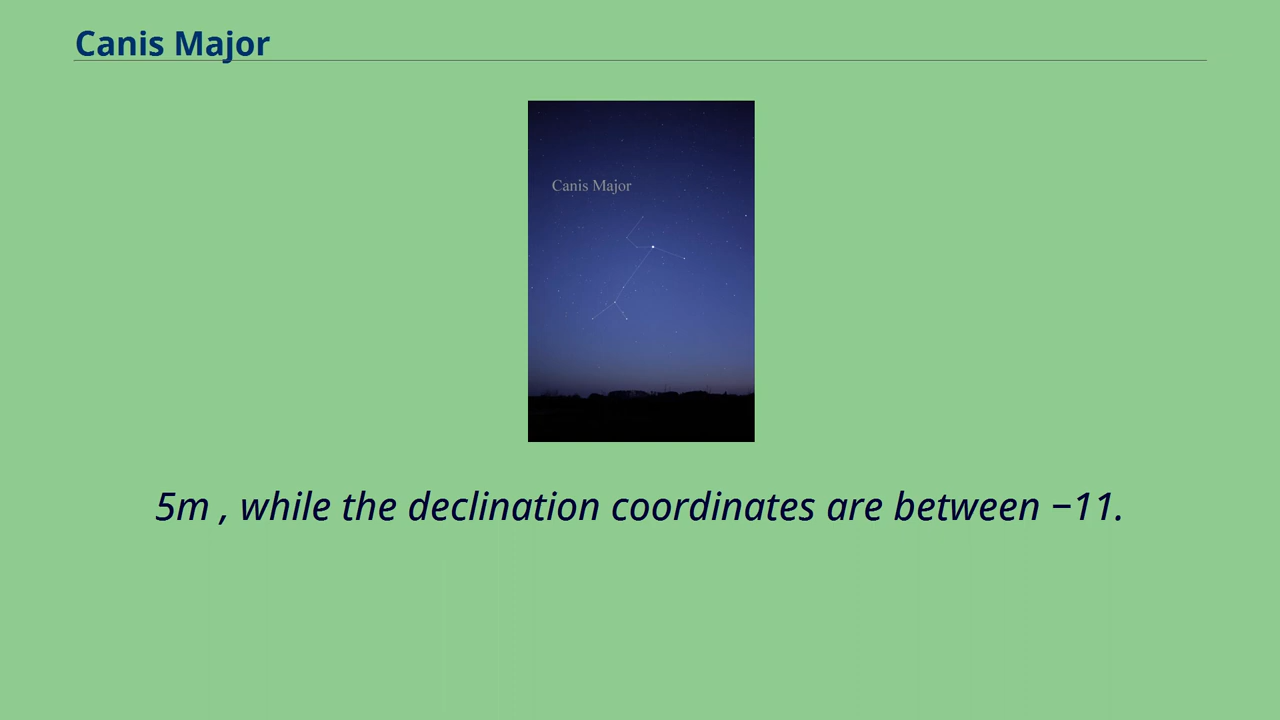 Canis Major
Canis Major
5m , while the declination coordinates are between −11.